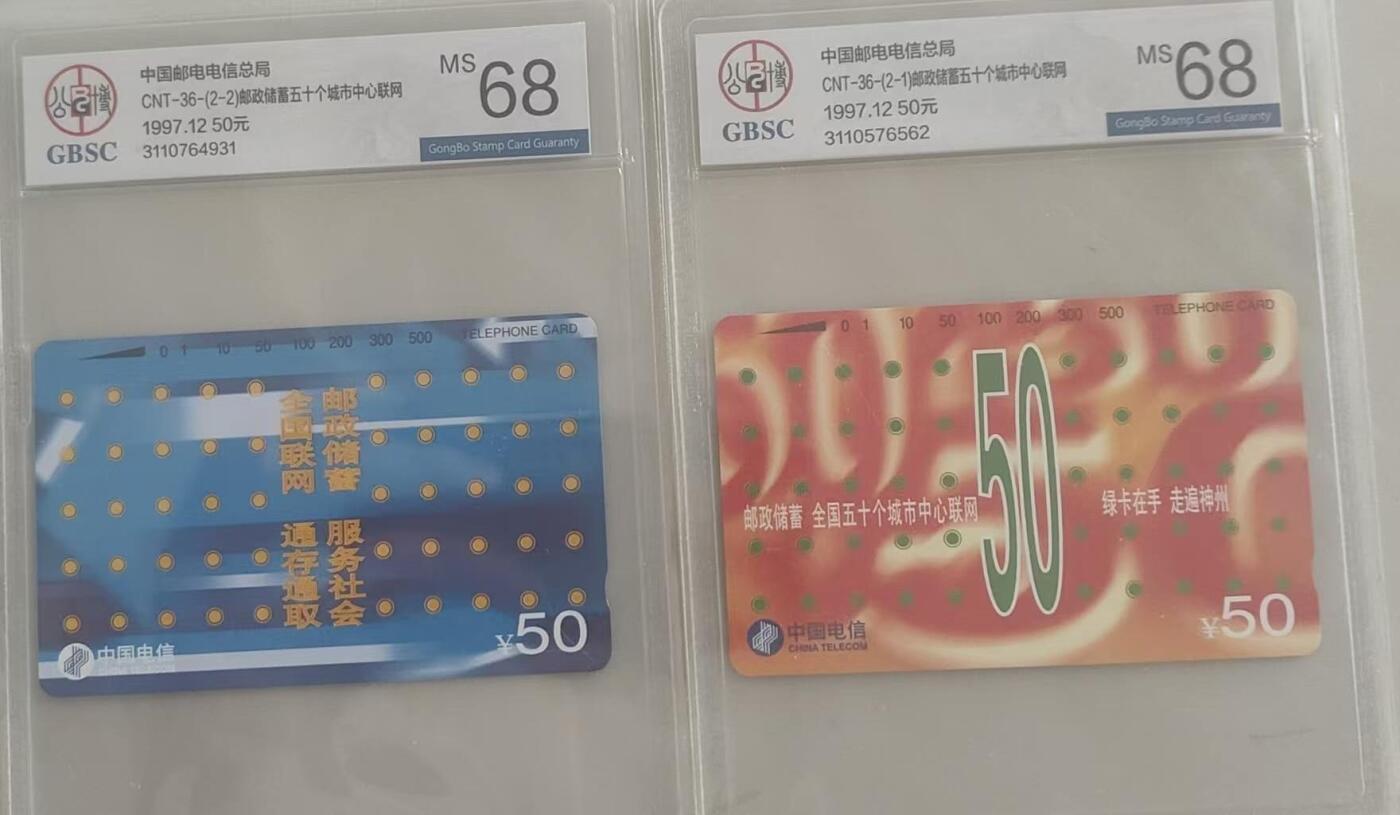 中国邮电电信总局
CNT-36-(2-2)邮政储蓄五十个城市中心联网
1997.12 50元
3110764931
GBSC
MS 68
GongBo Stamp Card Guaranty
0 1 10 50 100 200 300 500 TELEPHONE CARD
邮政储蓄
全国联网
服务社会
通存通取
中国电信
CHINA TELECOM
¥50
中国邮电电信总局
CNT-36-(2-1)邮政储蓄五十个城市中心联网
1997.12 50元
3110576562
GBSC
MS 68
GongBo Stamp Card Guaranty
0 1 10 50 100 200 300 500 TELEPHONE CARD
50
邮政储蓄 全国五十个城市中心联网
绿卡在手 走遍神州
中国电信
CHINA TELECOM
¥50